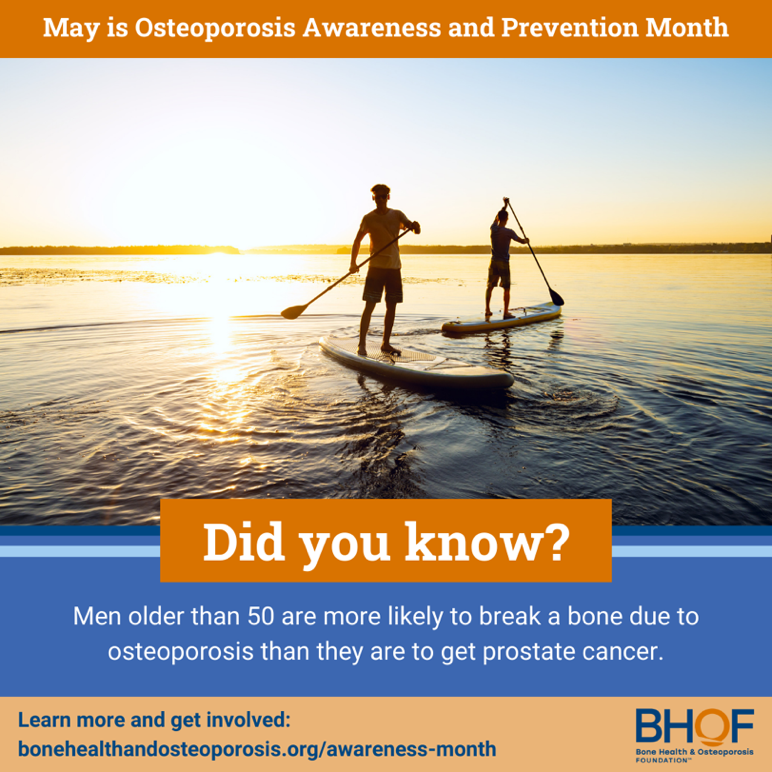 May is Osteoporosis Awareness and Prevention Month
Did you know?
Men older than 50 are more likely to break a bone due to
osteoporosis than they are to get prostate cancer.
Learn more and get involved:
bonehealthandosteoporosis.org/awareness-month
BHOF
Bone Health & Osteoporosis
FOUNDATION™